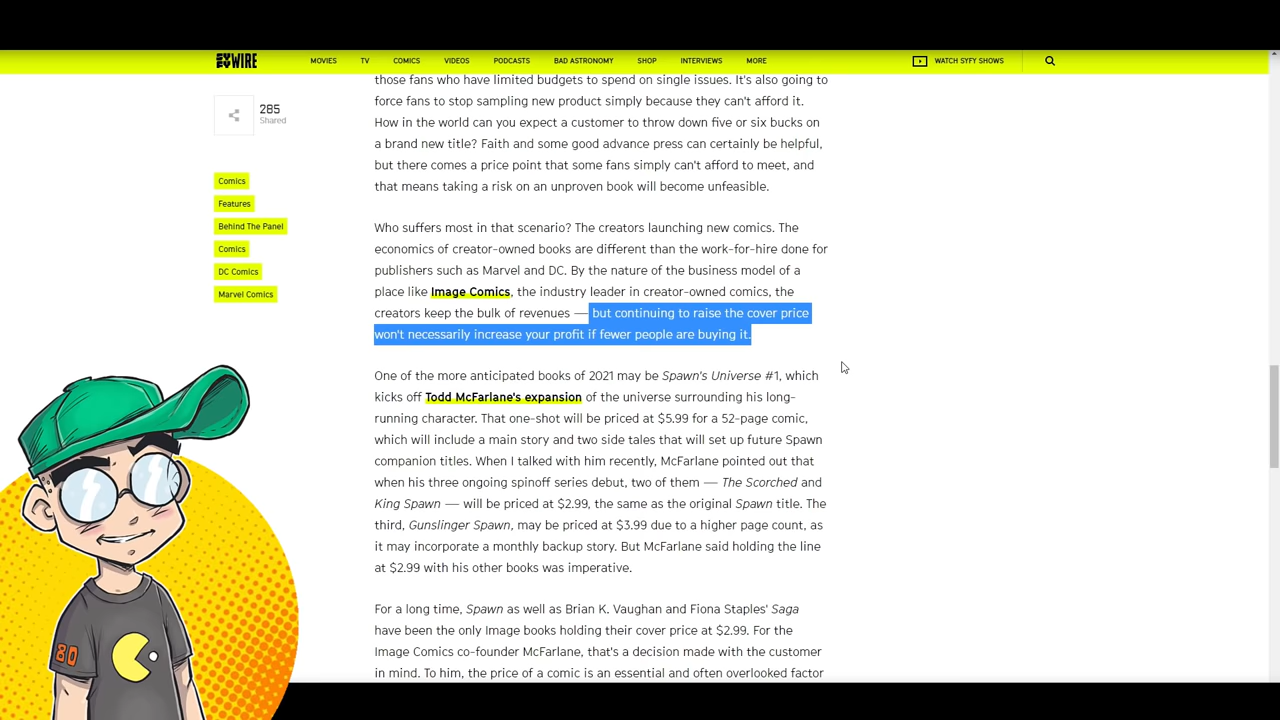 SYFY WIRE
MOVIES TV COMICS VIDEOS PODCASTS BAD ASTRONOMY SHOP INTERVIEWS MORE WATCH SYFY SHOWS
285
Shared
Comics
Features
Behind The Panel
Comics
DC Comics
Marvel Comics
those fans who have limited budgets to spend on single issues. It's also going to
force fans to stop sampling new product simply because they can't afford it.
How in the world can you expect a customer to throw down five or six bucks on
a brand new title? Faith and some good advance press can certainly be helpful,
but there comes a price point that some fans simply can't afford to meet, and
that means taking a risk on an unproven book will become unfeasible.
Who suffers most in that scenario? The creators launching new comics. The
economics of creator-owned books are different than the work-for-hire done for
publishers such as Marvel and DC. By the nature of the business model of a
place like Image Comics, the industry leader in creator-owned comics, the
creators keep the bulk of revenues — but continuing to raise the cover price
won't necessarily increase your profit if fewer people are buying it.
One of the more anticipated books of 2021 may be Spawn's Universe #1, which
kicks off Todd McFarlane's expansion of the universe surrounding his long-
running character. That one-shot will be priced at $5.99 for a 52-page comic,
which will include a main story and two side tales that will set up future Spawn
companion titles. When I talked with him recently, McFarlane pointed out that
when his three ongoing spinoff series debut, two of them — The Scorched and
King Spawn — will be priced at $2.99, the same as the original Spawn title. The
third, Gunslinger Spawn, may be priced at $3.99 due to a higher page count, as
it may incorporate a monthly backup story. But McFarlane said holding the line
at $2.99 with his other books was imperative.
For a long time, Spawn as well as Brian K. Vaughan and Fiona Staples' Saga
have been the only Image books holding their cover price at $2.99. For the
Image Comics co-founder McFarlane, that's a decision made with the customer
in mind. To him, the price of a comic is an essential and often overlooked factor
80